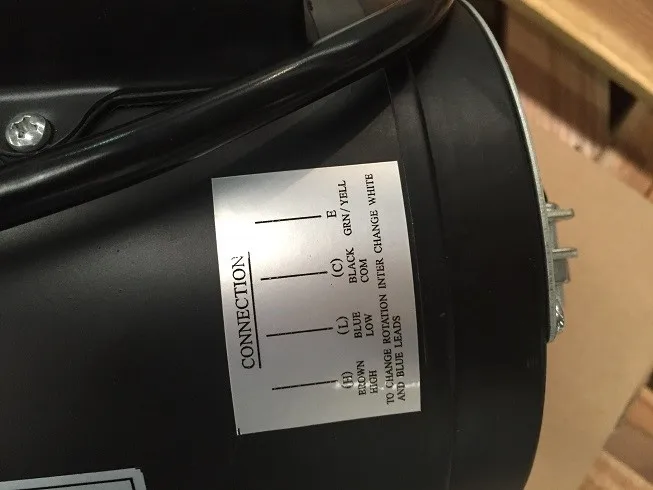 CONNECTION
(H) (L) (C) E
BROWN BLUE BLACK GRN/YELL
HIGH LOW COM
TO CHANGE ROTATION INTER CHANGE WHITE
AND BLUE LEADS